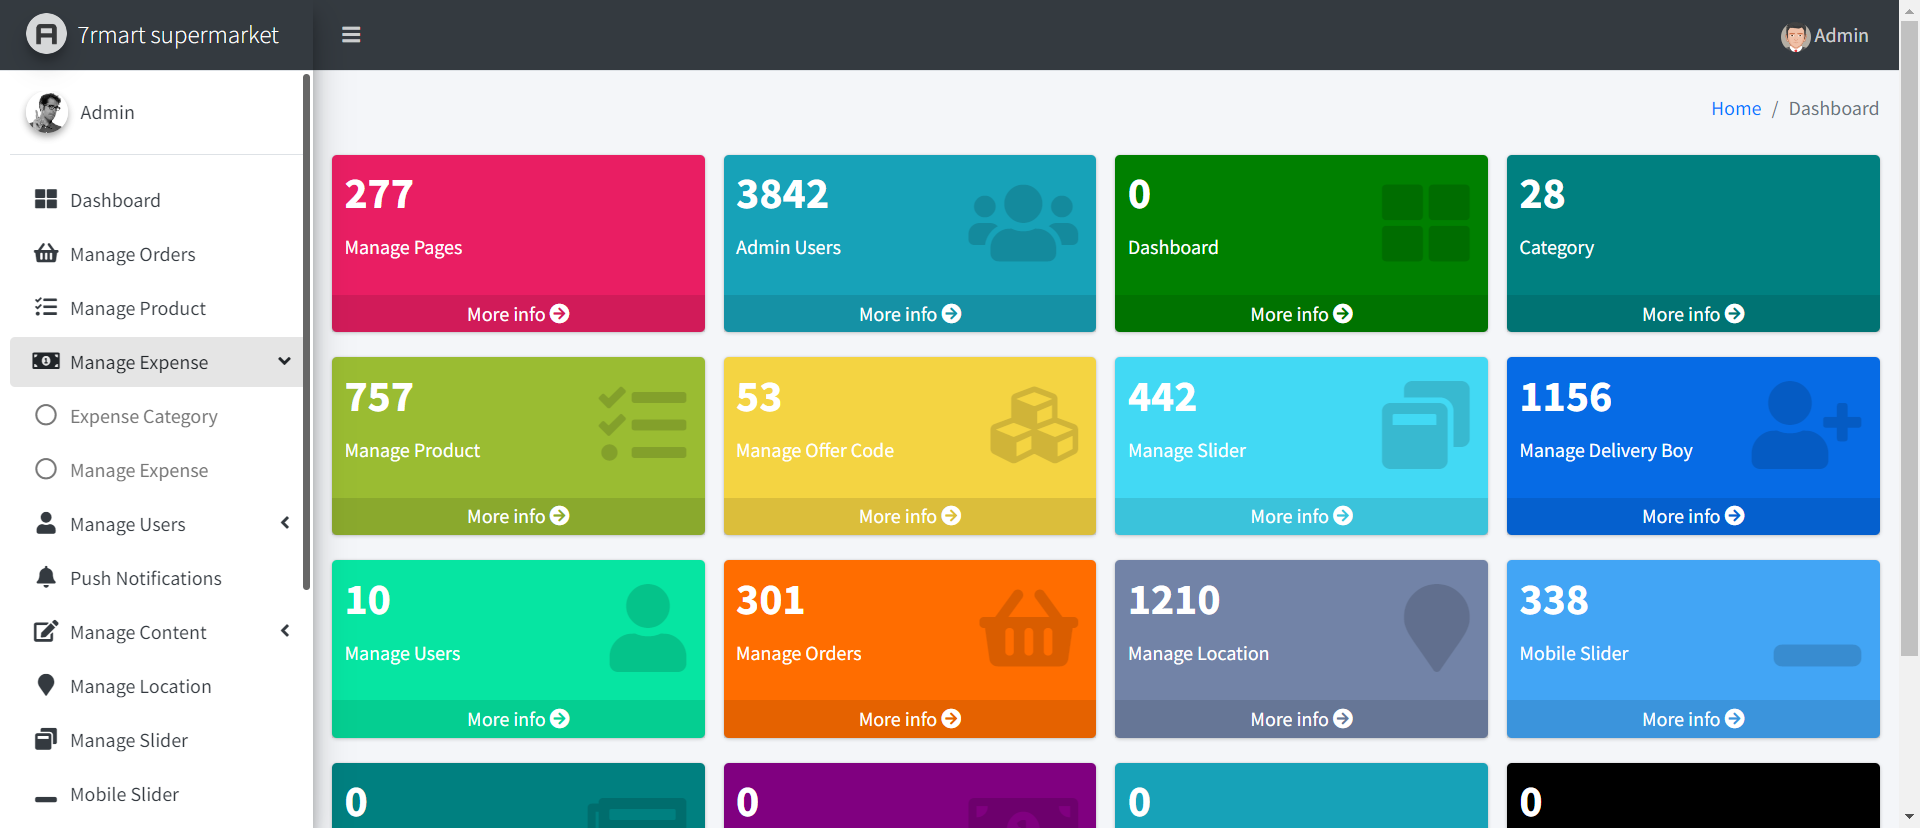 7rmart supermarket
Admin
Admin
Home / Dashboard
Dashboard
Manage Orders
Manage Product
Manage Expense
Expense Category
Manage Expense
Manage Users
Push Notifications
Manage Content
Manage Location
Manage Slider
Mobile Slider
277
Manage Pages
More info
3842
Admin Users
More info
0
Dashboard
More info
28
Category
More info
757
Manage Product
More info
53
Manage Offer Code
More info
442
Manage Slider
More info
1156
Manage Delivery Boy
More info
10
Manage Users
More info
301
Manage Orders
More info
1210
Manage Location
More info
338
Mobile Slider
More info
0
0
0
0